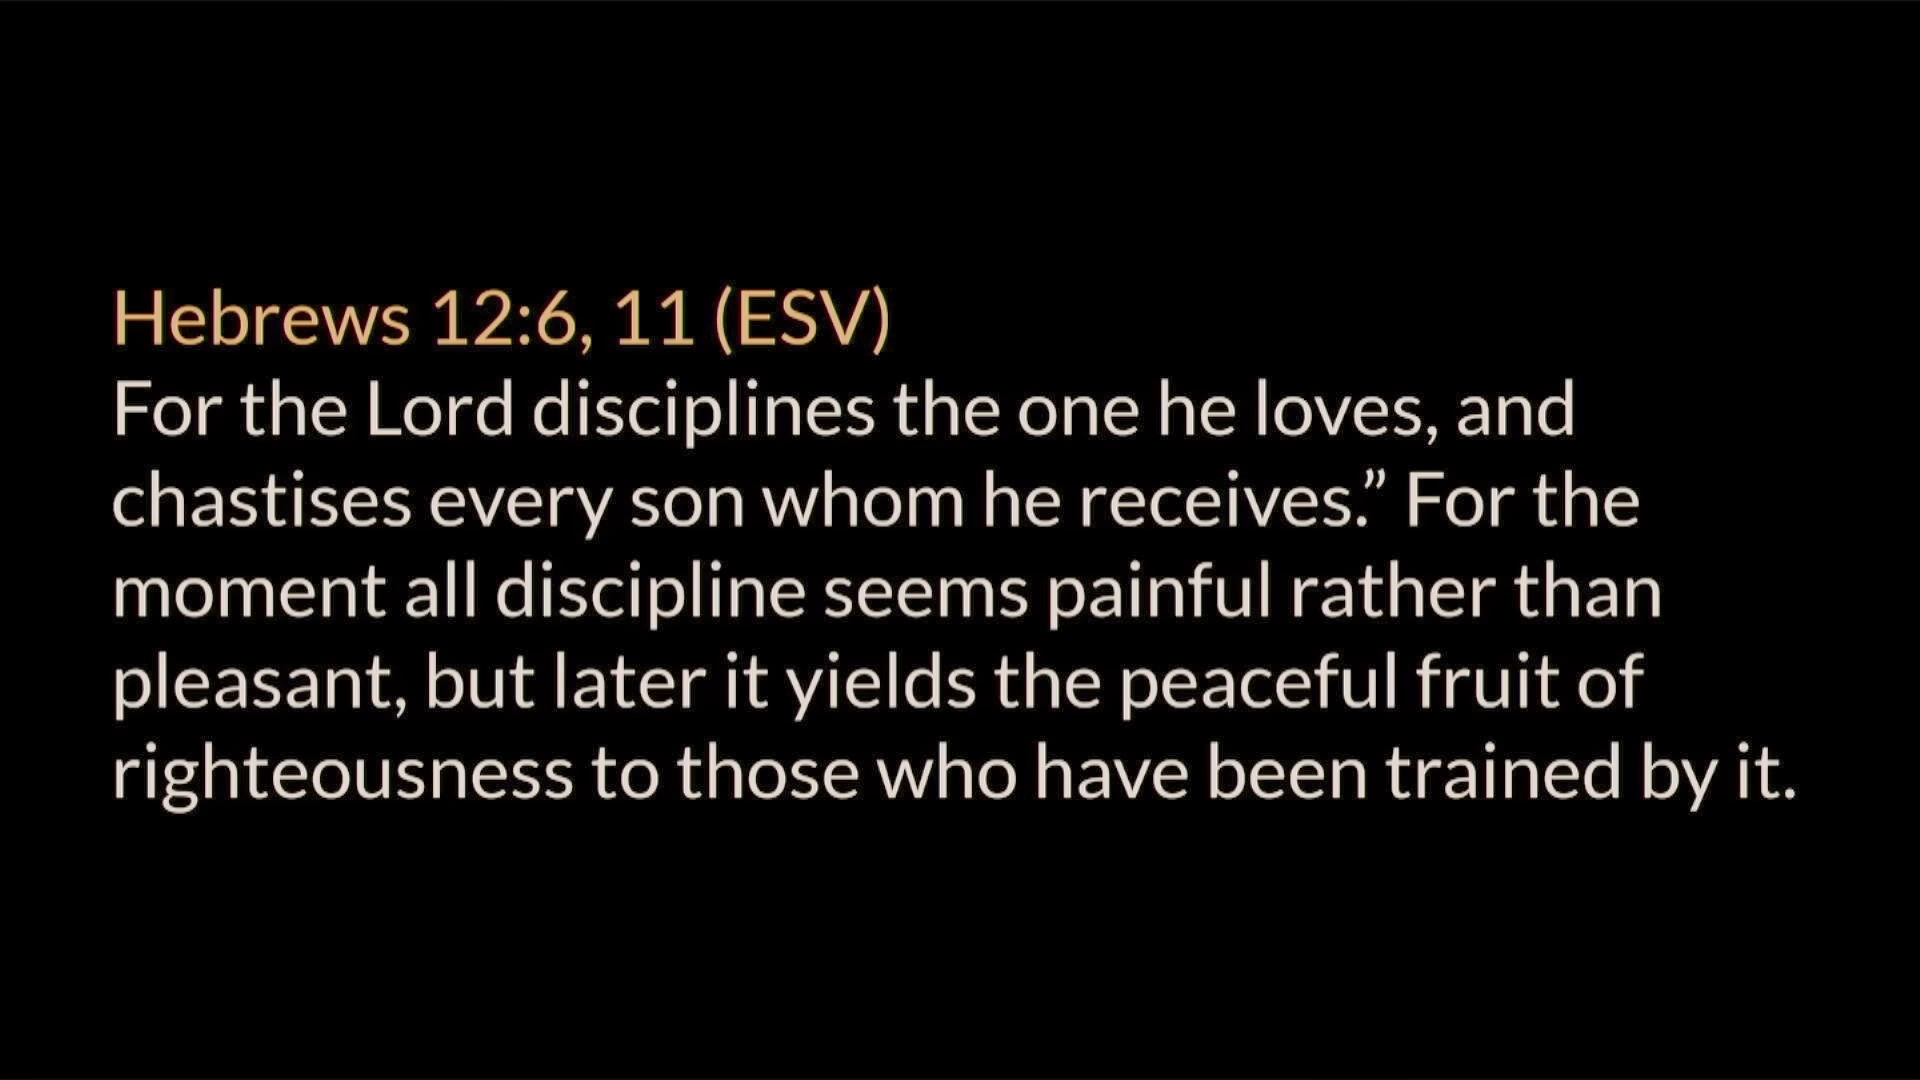 Hebrews 12:6, 11 (ESV)
For the Lord disciplines the one he loves, and
chastises every son whom he receives.” For the
moment all discipline seems painful rather than
pleasant, but later it yields the peaceful fruit of
righteousness to those who have been trained by it.